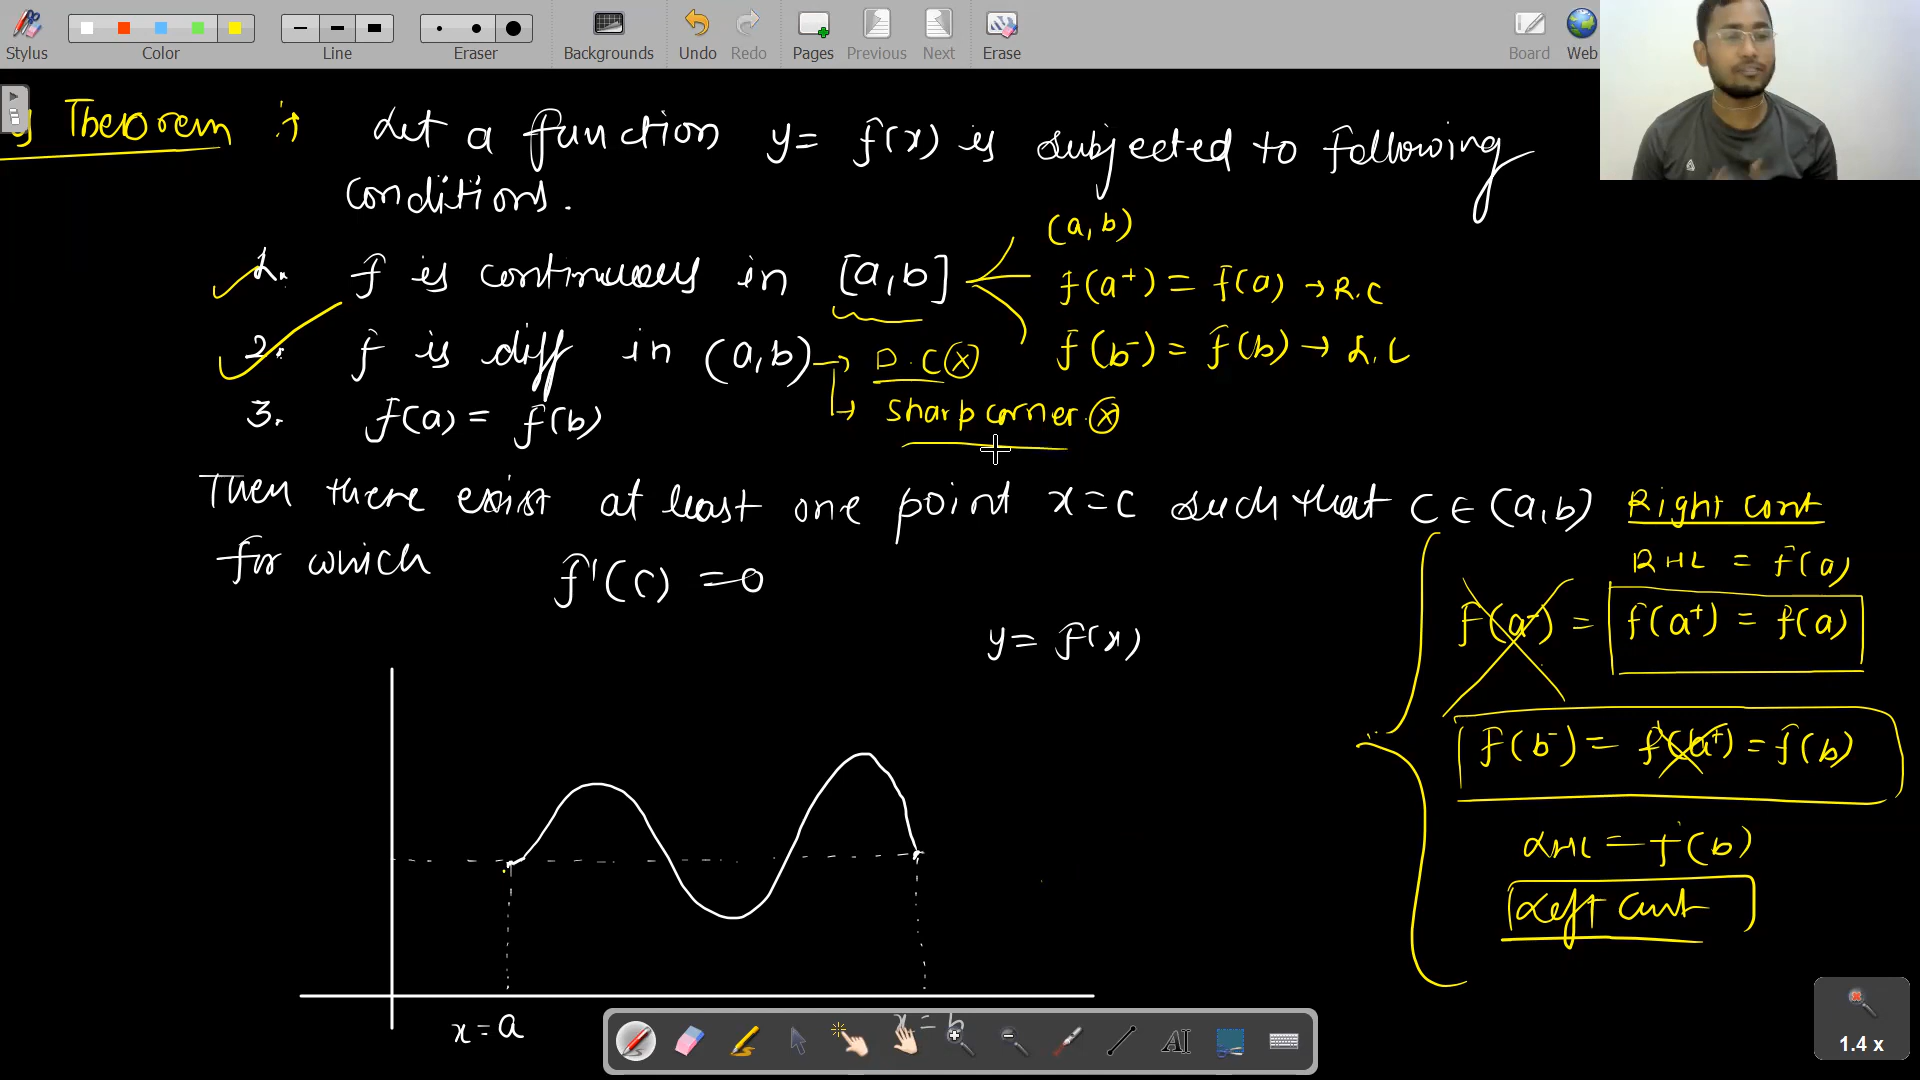 Stylus Color Line Eraser Backgrounds Undo Redo Pages Previous Next Erase Board Web
Theorem : Let a function y = f(x) is subjected to following
conditions.
(a, b)
1. f is continuous in [a, b]
f(a⁺) = f(a) → R.C
2. f is diff in (a, b) → D.C ⓧ
f(b⁻) = f(b) → L.C
→ sharp corner. ⓧ
3. f(a) = f(b)
Then there exist at least one point x = c such that c ∈ (a, b)
for which f'(c) = 0
Right cont
RHL = f(a)
f(a⁻) = f(a⁺) = f(a)
y = f(x)
f(b⁻) = f(a⁺) = f(b)
LHL = f(b)
Left cont
x = a
x = b
1.4 x